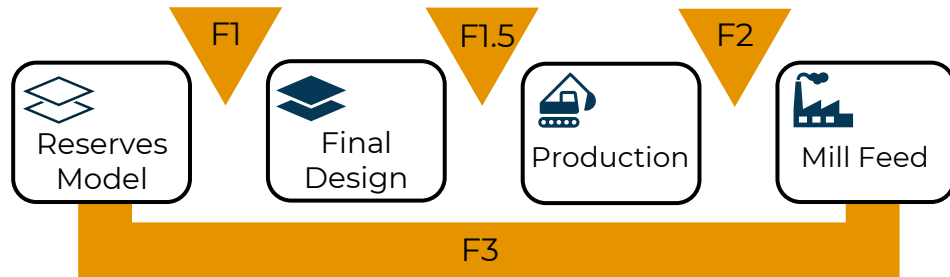 F1
F1.5
F2
Reserves
Model
Final
Design
Production
Mill Feed
F3